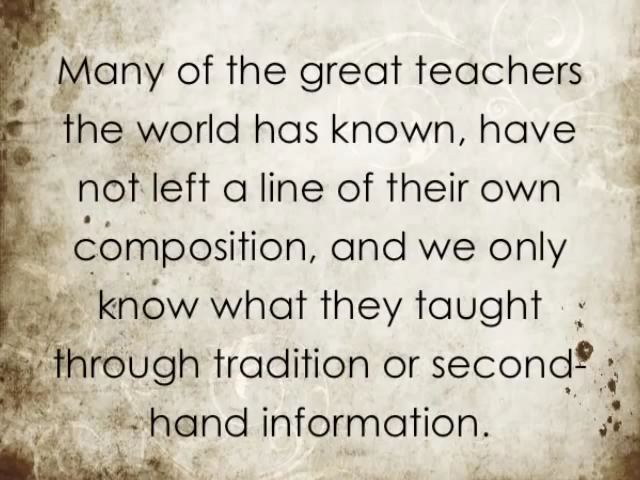 Many of the great teachers
the world has known, have
not left a line of their own
composition, and we only
know what they taught
through tradition or second-
hand information.